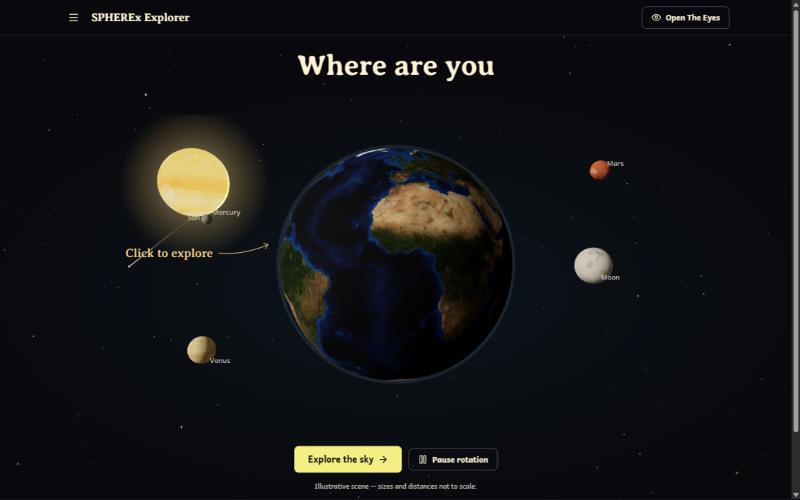 SPHEREx Explorer
Open The Eyes
Where are you
Mars
Sun
Mercury
Click to explore
Moon
Venus
Explore the sky
Pause rotation
Illustrative scene — sizes and distances not to scale.